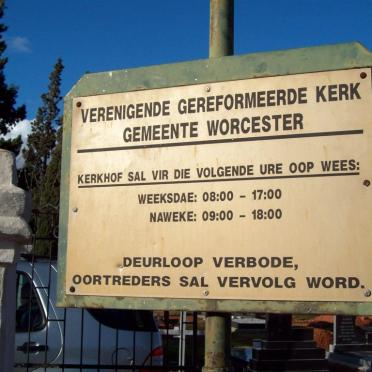 VERENIGENDE GEREFORMEERDE KERK
GEMEENTE WORCESTER
KERKHOF SAL VIR DIE VOLGENDE URE OOP WEES:
WEEKSDAE: 08:00 - 17:00
NAWEKE: 09:00 - 18:00
DEURLOOP VERBODE,
OORTREDERS SAL VERVOLG WORD.